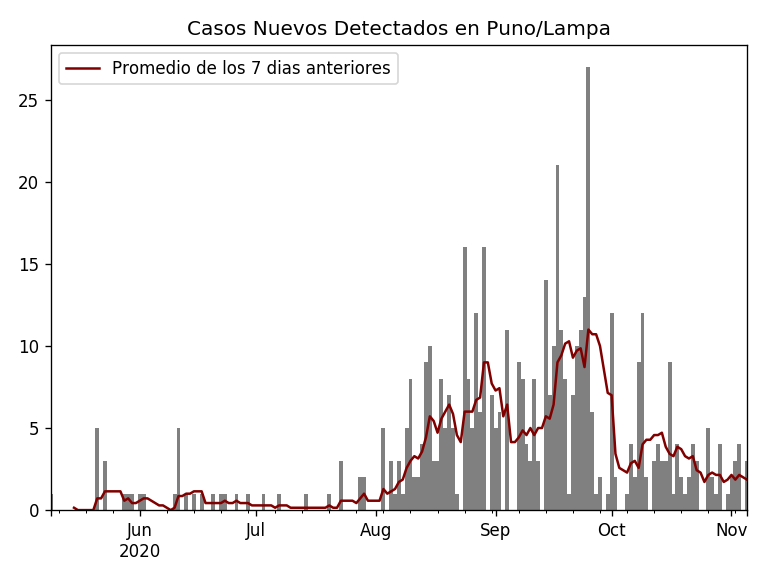 Casos Nuevos Detectados en Puno/Lampa
Promedio de los 7 dias anteriores
25
20
15
10
5
0
Jun Jul Aug Sep Oct Nov
2020